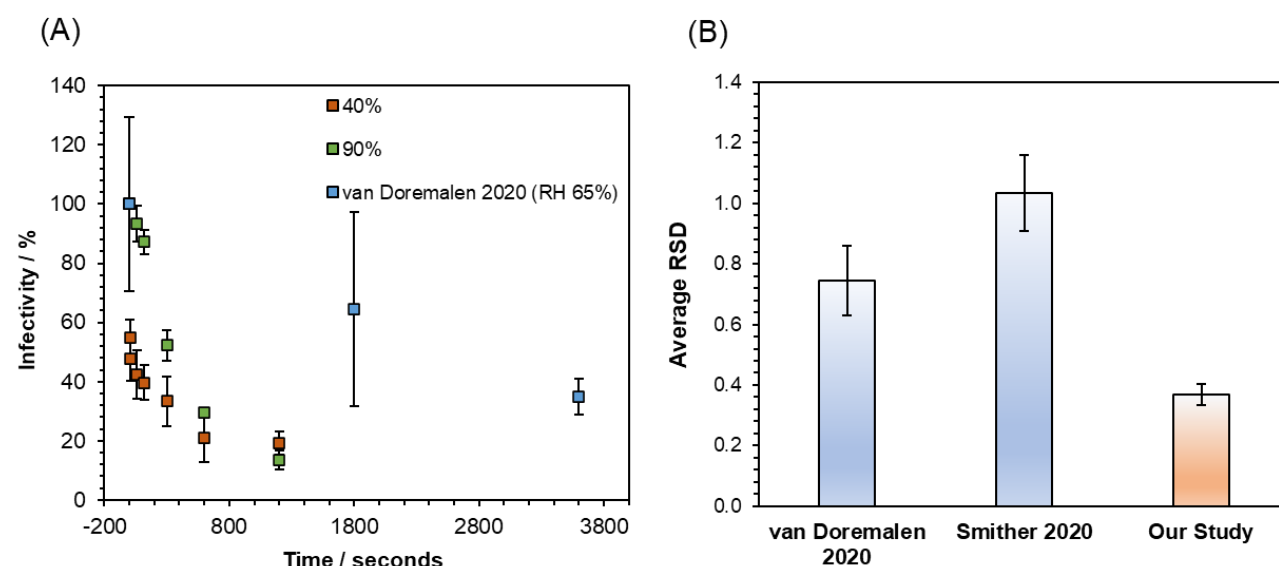 (A)
(B)
140
120
100
80
60
40
20
0
Infectivity / %
40%
90%
van Doremalen 2020 (RH 65%)
-200
800
1800
2800
3800
Time / seconds
1.4
1.2
1.0
0.8
0.6
0.4
0.2
0.0
Average RSD
van Doremalen
2020
Smither 2020
Our Study